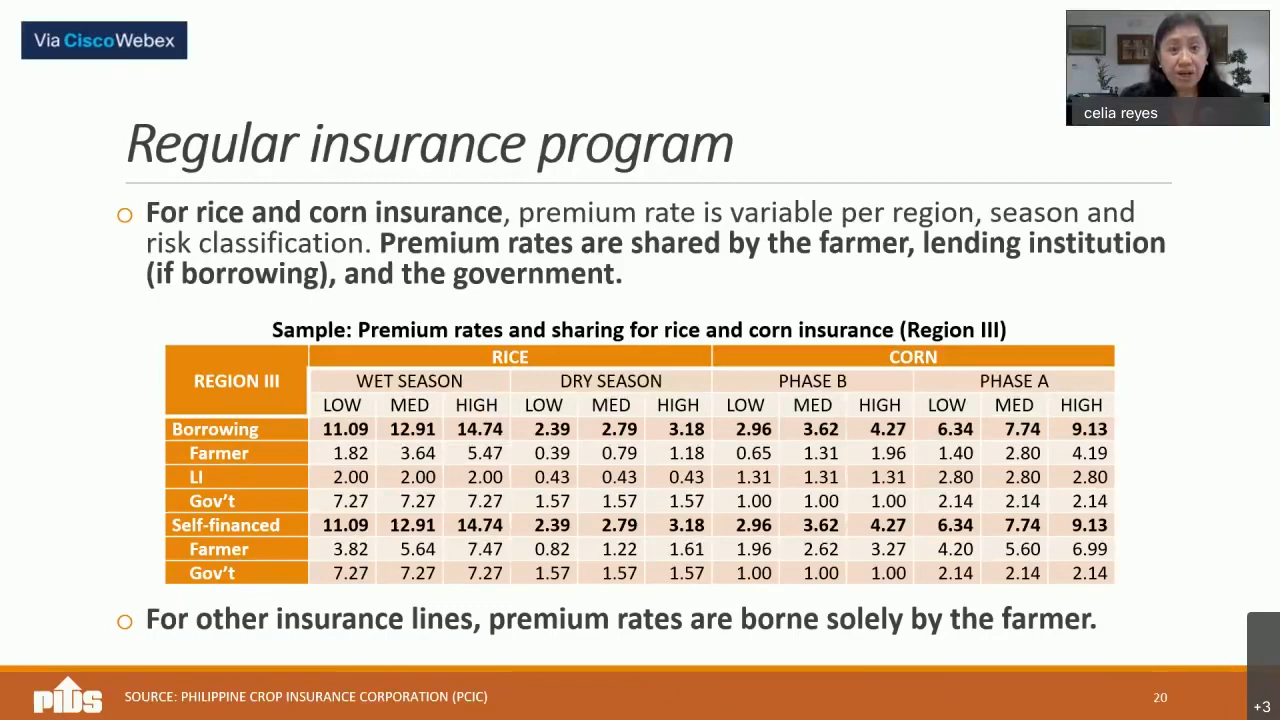 Via CiscoWebex
celia reyes
Regular insurance program
For rice and corn insurance, premium rate is variable per region, season and
risk classification. Premium rates are shared by the farmer, lending institution
(if borrowing), and the government.
Sample: Premium rates and sharing for rice and corn insurance (Region III)
REGION III RICE CORN
WET SEASON DRY SEASON PHASE B PHASE A
LOW MED HIGH LOW MED HIGH LOW MED HIGH LOW MED HIGH
Borrowing 11.09 12.91 14.74 2.39 2.79 3.18 2.96 3.62 4.27 6.34 7.74 9.13
Farmer 1.82 3.64 5.47 0.39 0.79 1.18 0.65 1.31 1.96 1.40 2.80 4.19
LI 2.00 2.00 2.00 0.43 0.43 0.43 1.31 1.31 1.31 2.80 2.80 2.80
Gov't 7.27 7.27 7.27 1.57 1.57 1.57 1.00 1.00 1.00 2.14 2.14 2.14
Self-financed 11.09 12.91 14.74 2.39 2.79 3.18 2.96 3.62 4.27 6.34 7.74 9.13
Farmer 3.82 5.64 7.47 0.82 1.22 1.61 1.96 2.62 3.27 4.20 5.60 6.99
Gov't 7.27 7.27 7.27 1.57 1.57 1.57 1.00 1.00 1.00 2.14 2.14 2.14
For other insurance lines, premium rates are borne solely by the farmer.
PIDS
SOURCE: PHILIPPINE CROP INSURANCE CORPORATION (PCIC)
20
+3